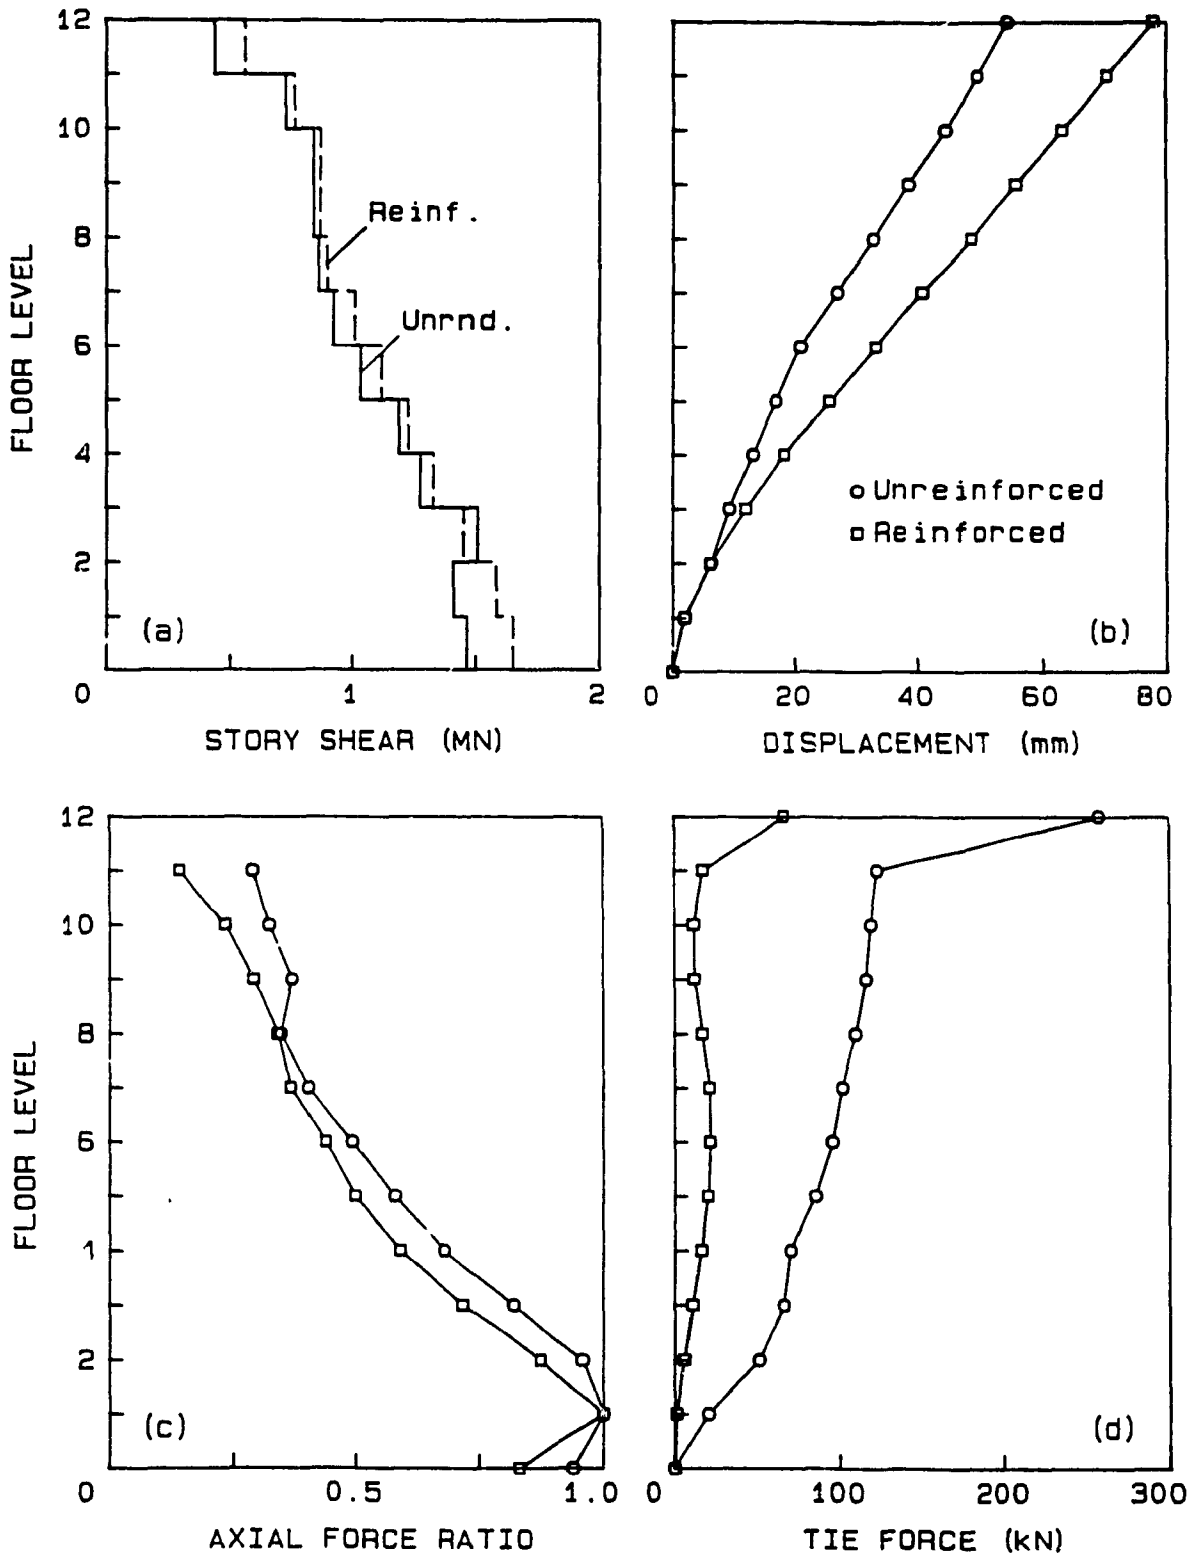 12
10
8
6
4
2
0
FLOOR LEVEL
Reinf.
Unrnd.
(a)
1
2
STORY SHEAR (MN)
Unreinforced
Reinforced
(b)
0
20
40
60
80
DISPLACEMENT (mm)
12
10
8
6
1
2
0
FLOOR LEVEL
(c)
0.5
1.0
AXIAL FORCE RATIO
(d)
0
100
200
300
TIE FORCE (kN)